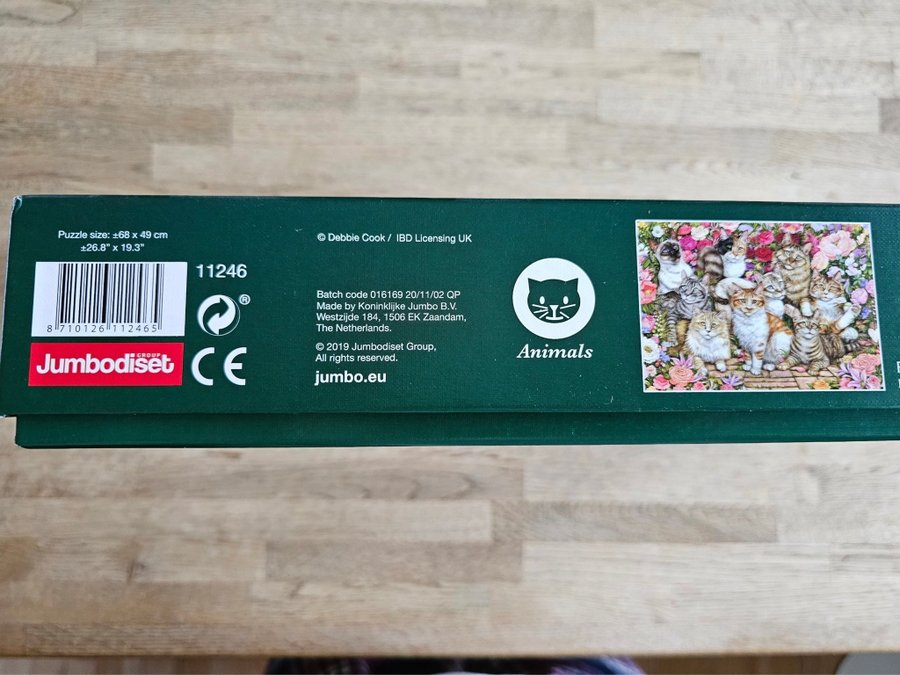 Puzzle size: ±68 x 49 cm
±26.8" x 19.3"
8 710126 112465
11246
®
Jumbodiset
GROUP
CE
© Debbie Cook / IBD Licensing UK
Batch code 016169 20/11/02 QP
Made by Koninklijke Jumbo B.V.
Westzijde 184, 1506 EK Zaandam,
The Netherlands.
© 2019 Jumbodiset Group,
All rights reserved.
jumbo.eu
Animals